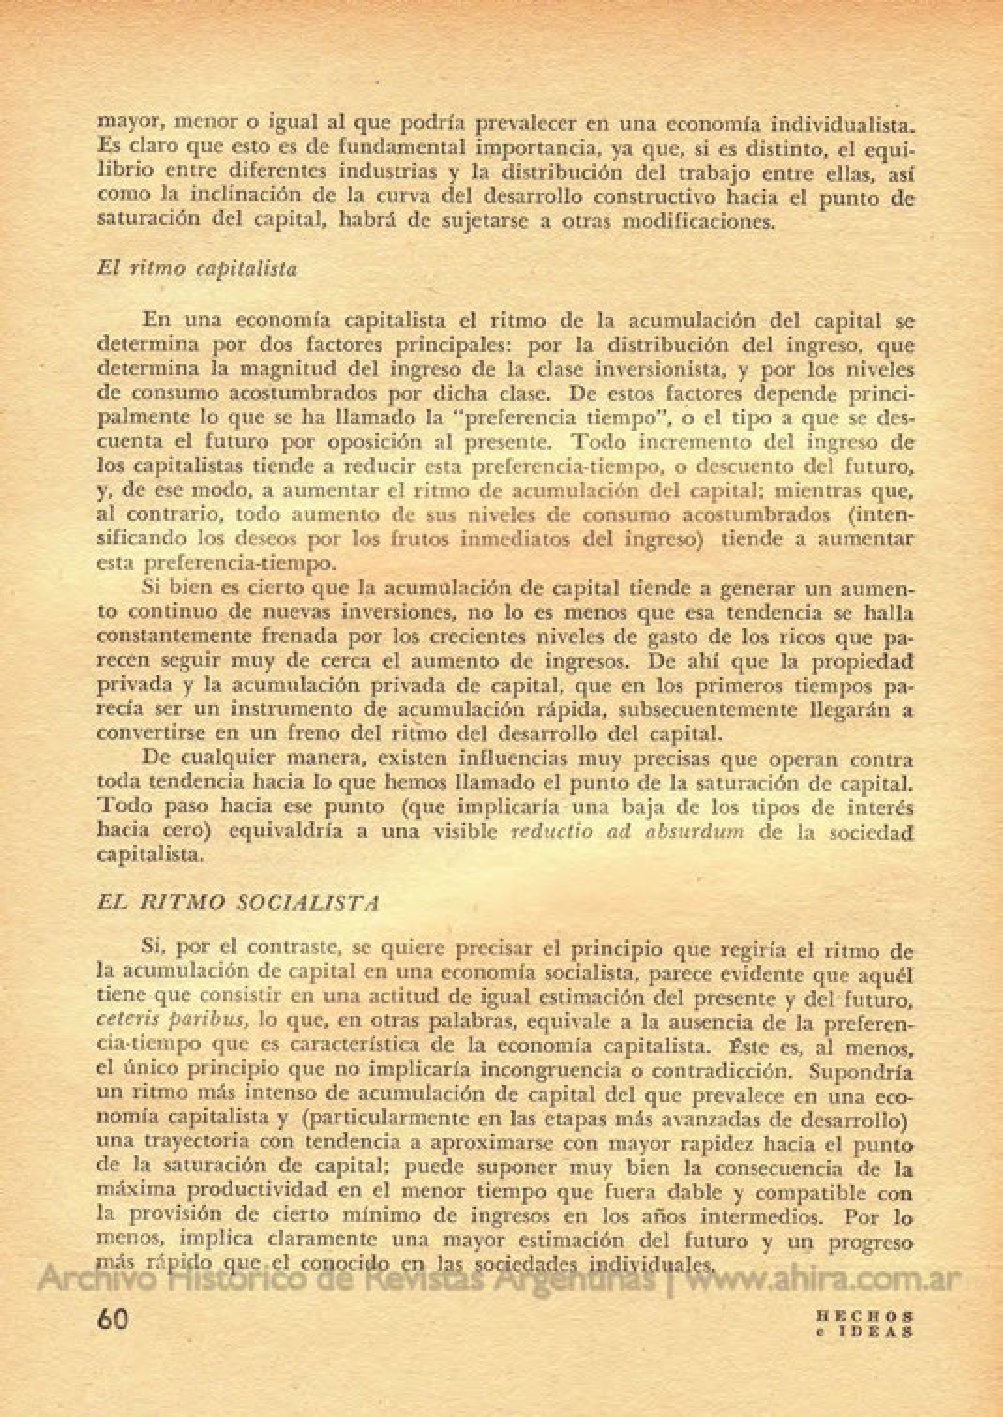 mayor, menor o igual al que podría prevalecer en una economía individualista.
Es claro que esto es de fundamental importancia, ya que, si es distinto, el equi-
librio entre diferentes industrias y la distribución del trabajo entre ellas, así
como la inclinación de la curva del desarrollo constructivo hacia el punto de
saturación del capital, habrá de sujetarse a otras modificaciones.
El ritmo capitalista
En una economía capitalista el ritmo de la acumulación del capital se
determina por dos factores principales: por la distribución del ingreso, que
determina la magnitud del ingreso de la clase inversionista, y por los niveles
de consumo acostumbrados por dicha clase. De estos factores depende princi-
palmente lo que se ha llamado la "preferencia tiempo", o el tipo a que se des-
cuenta el futuro por oposición al presente. Todo incremento del ingreso de
los capitalistas tiende a reducir esta preferencia-tiempo, o descuento del futuro,
y, de ese modo, a aumentar el ritmo de acumulación del capital; mientras que,
al contrario, todo aumento de sus niveles de consumo acostumbrados (inten-
sificando los deseos por los frutos inmediatos del ingreso) tiende a aumentar
esta preferencia-tiempo.
Si bien es cierto que la acumulación de capital tiende a generar un aumen-
to continuo de nuevas inversiones, no lo es menos que esa tendencia se halla
constantemente frenada por los crecientes niveles de gasto de los ricos que pa-
recen seguir muy de cerca el aumento de ingresos. De ahí que la propiedad
privada y la acumulación privada de capital, que en los primeros tiempos pa-
recía ser un instrumento de acumulación rápida, subsecuentemente llegarán a
convertirse en un freno del ritmo del desarrollo del capital.
De cualquier manera, existen influencias muy precisas que operan contra
toda tendencia hacia lo que hemos llamado el punto de la saturación de capital.
Todo paso hacia ese punto (que implicaría una baja de los tipos de interés
hacia cero) equivaldría a una visible reductio ad absurdum de la sociedad
capitalista.
EL RITMO SOCIALISTA
Si, por el contraste, se quiere precisar el principio que regiría el ritmo de
la acumulación de capital en una economía socialista, parece evidente que aquél
tiene que consistir en una actitud de igual estimación del presente y del futuro,
ceteris paribus, lo que, en otras palabras, equivale a la ausencia de la preferen-
cia-tiempo que es característica de la economía capitalista. Éste es, al menos,
el único principio que no implicaría incongruencia o contradicción. Supondría
un ritmo más intenso de acumulación de capital del que prevalece en una eco-
nomía capitalista y (particularmente en las etapas más avanzadas de desarrollo)
una trayectoria con tendencia a aproximarse con mayor rapidez hacia el punto
de la saturación de capital; puede suponer muy bien la consecuencia de la
máxima productividad en el menor tiempo que fuera dable y compatible con
la provisión de cierto mínimo de ingresos en los años intermedios. Por lo
menos, implica claramente una mayor estimación del futuro y un progreso
más rápido que el conocido en las sociedades individuales.
Archivo Histórico de Revistas Argentinas | www.ahira.com.ar
60
HECHOS
e IDEAS